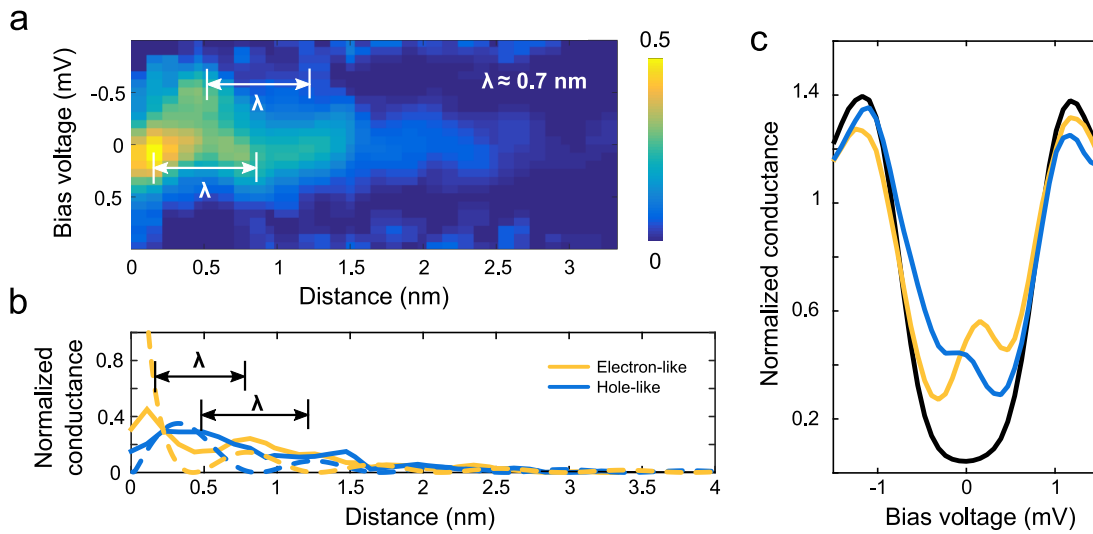 a
Bias voltage (mV)
-0.5
0
0.5
λ
λ ≈ 0.7 nm
λ
0 0.5 1 1.5 2 2.5 3
Distance (nm)
0.5
0
b
Normalized
conductance
0.8
0.4
0
λ
λ
Electron-like
Hole-like
0 0.5 1 1.5 2 2.5 3 3.5 4
Distance (nm)
c
Normalized conductance
1.4
1
0.6
0.2
-1 0 1
Bias voltage (mV)